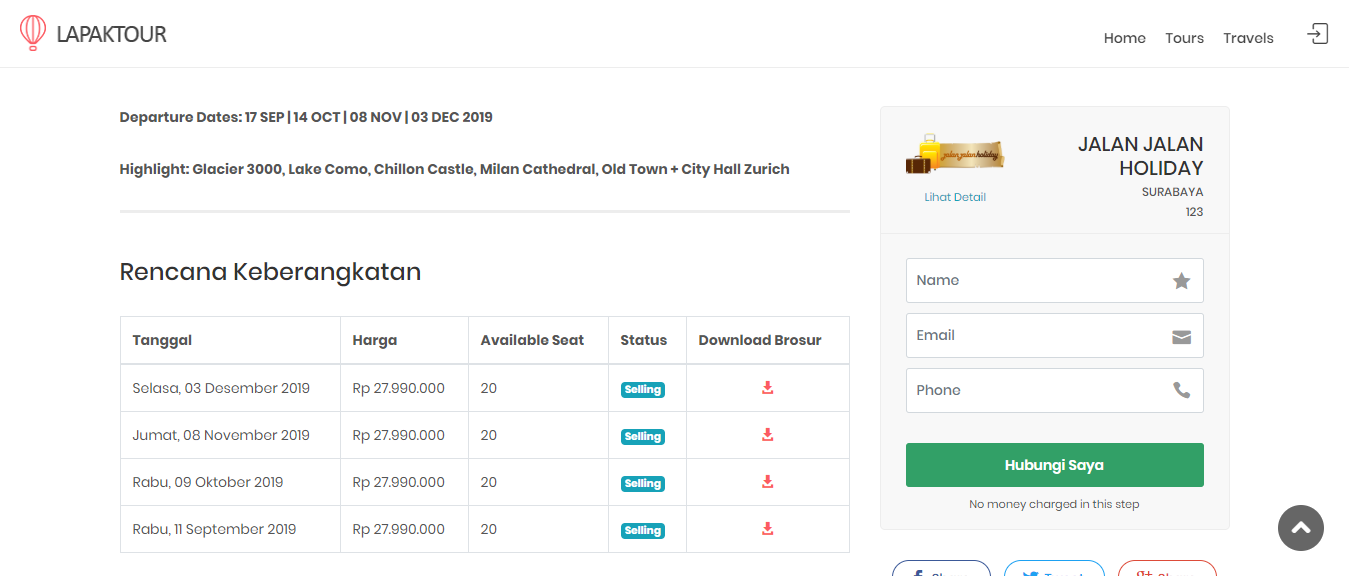 LAPAKTOUR
Home Tours Travels
Departure Dates: 17 SEP | 14 OCT | 08 NOV | 03 DEC 2019
Highlight: Glacier 3000, Lake Como, Chillon Castle, Milan Cathedral, Old Town + City Hall Zurich
Rencana Keberangkatan
Tanggal Harga Available Seat Status Download Brosur
Selasa, 03 Desember 2019 Rp 27.990.000 20 Selling
Jumat, 08 November 2019 Rp 27.990.000 20 Selling
Rabu, 09 Oktober 2019 Rp 27.990.000 20 Selling
Rabu, 11 September 2019 Rp 27.990.000 20 Selling
jalan jalan holiday
Lihat Detail
JALAN JALAN
HOLIDAY
SURABAYA
123
Name
Email
Phone
Hubungi Saya
No money charged in this step